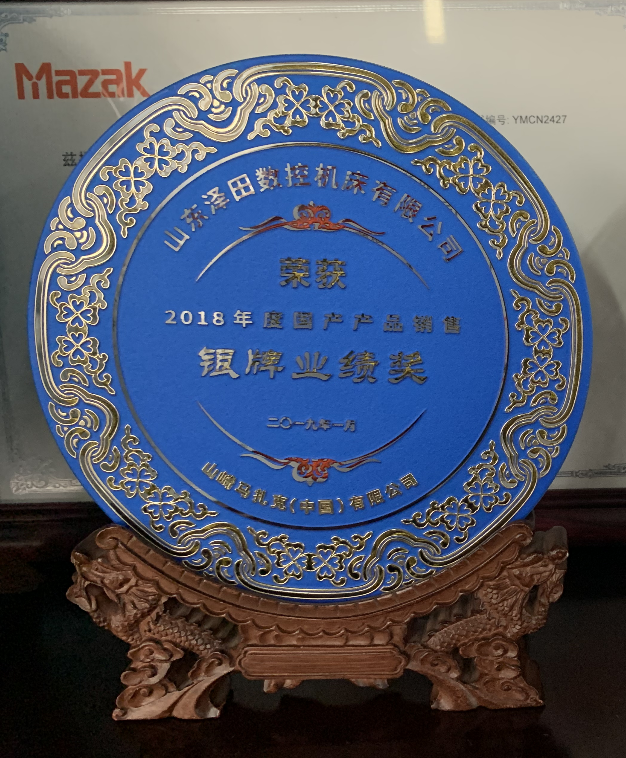 Mazak
编号: YMCN2427
兹
山东泽田数控机床有限公司
荣获
2018年度国产产品销售
银牌业绩奖
二〇一九年一月
山崎马扎克(中国)有限公司